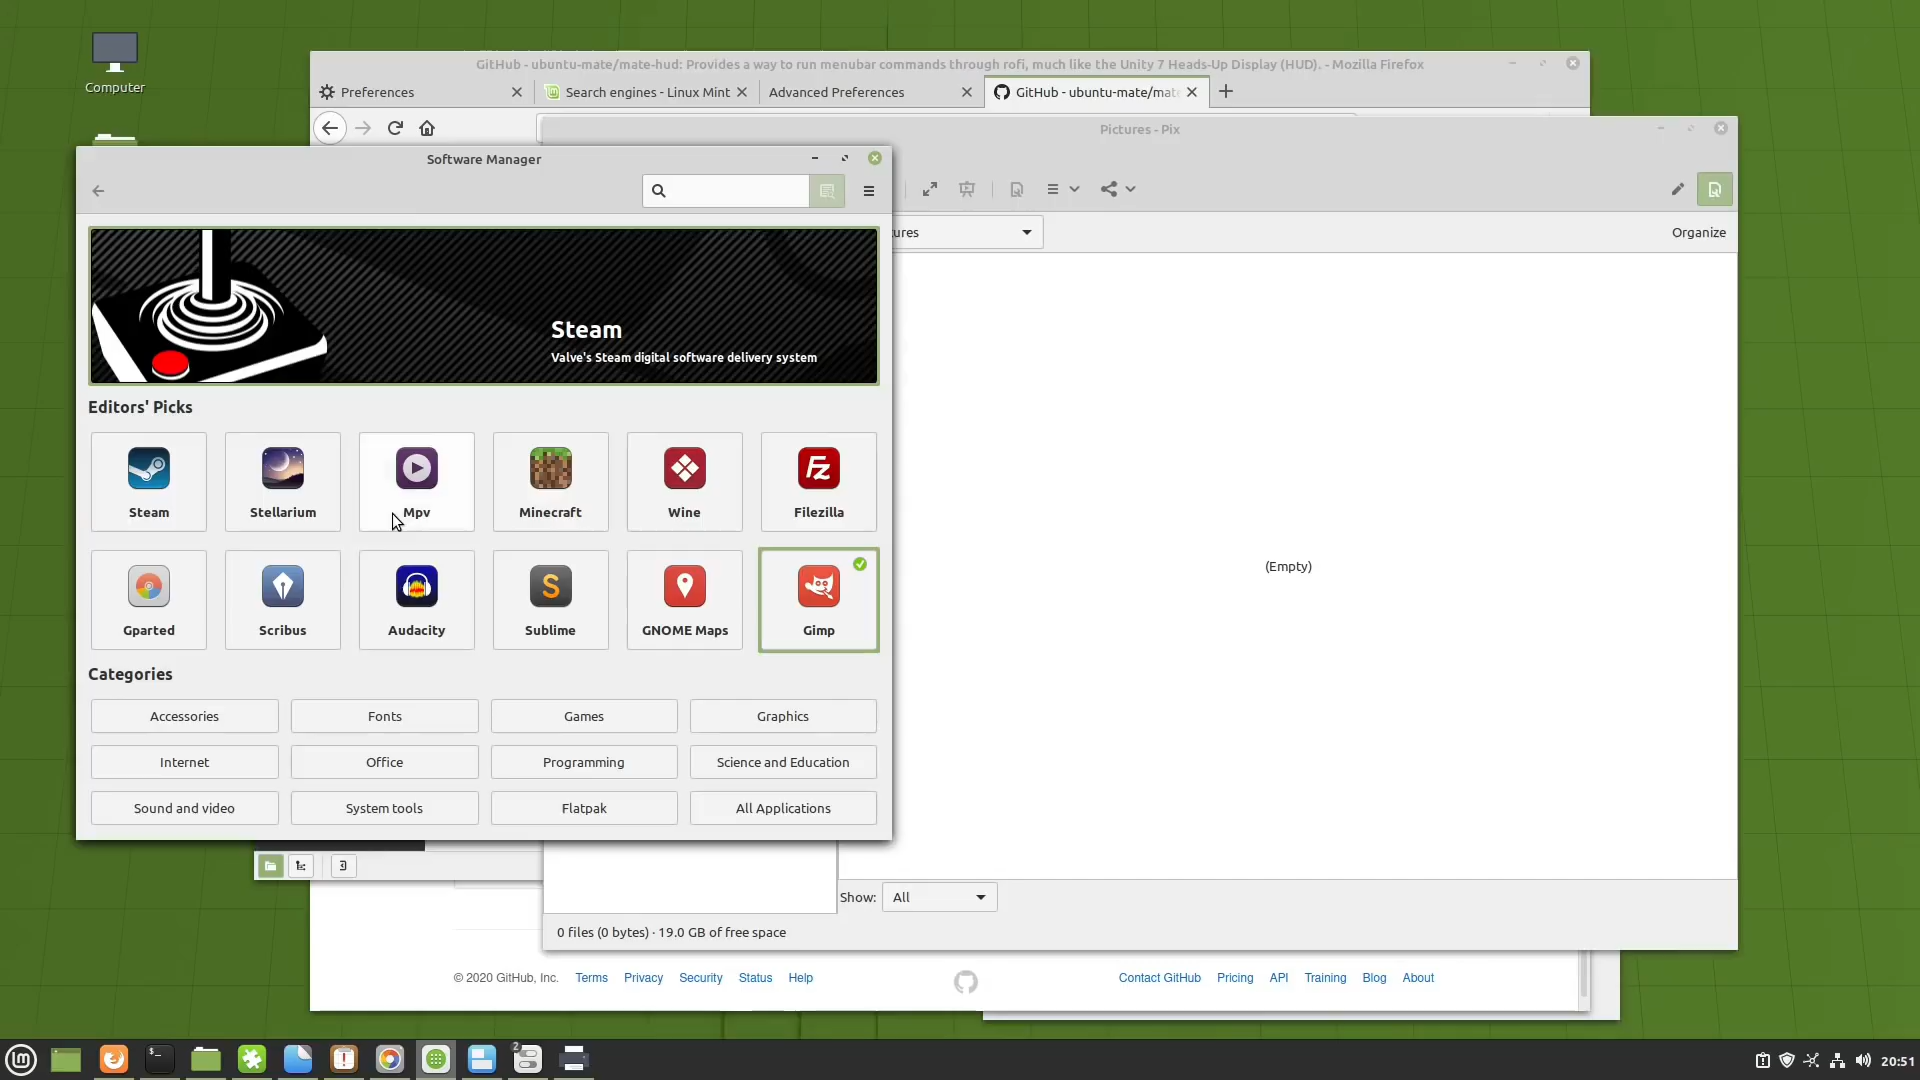 Computer
GitHub - ubuntu-mate/mate-hud: Provides a way to run menubar commands through rofi, much like the Unity 7 Heads-Up Display (HUD). - Mozilla Firefox
Preferences
Search engines - Linux Mint
Advanced Preferences
GitHub - ubuntu-mate/mate
Pictures - Pix
ures
Organize
(Empty)
Show: All
0 files (0 bytes) · 19.0 GB of free space
Software Manager
Steam
Valve's Steam digital software delivery system
Editors' Picks
Steam
Stellarium
Mpv
Minecraft
Wine
Filezilla
Gparted
Scribus
Audacity
Sublime
GNOME Maps
Gimp
Categories
Accessories
Fonts
Games
Graphics
Internet
Office
Programming
Science and Education
Sound and video
System tools
Flatpak
All Applications
© 2020 GitHub, Inc. Terms Privacy Security Status Help
Contact GitHub Pricing API Training Blog About
2
20:51